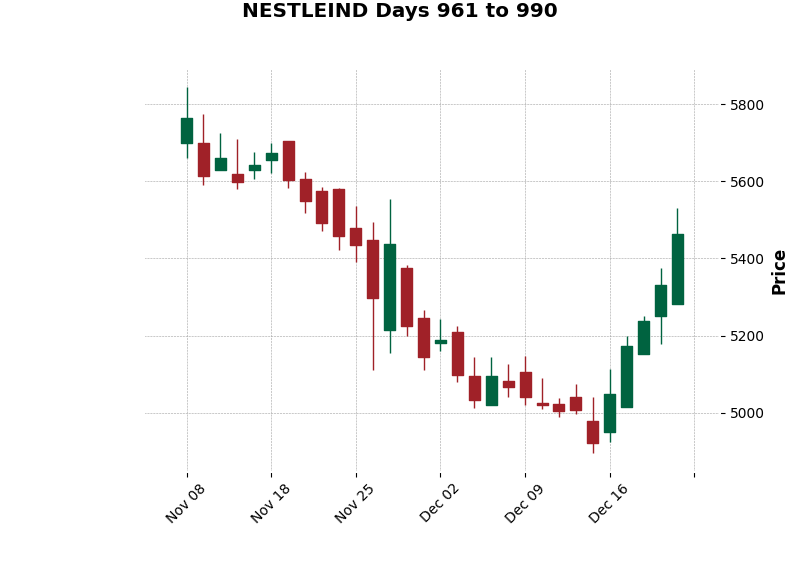 NESTLEIND Days 961 to 990
5800
5600
5400
5200
5000
Price
Nov 08
Nov 18
Nov 25
Dec 02
Dec 09
Dec 16